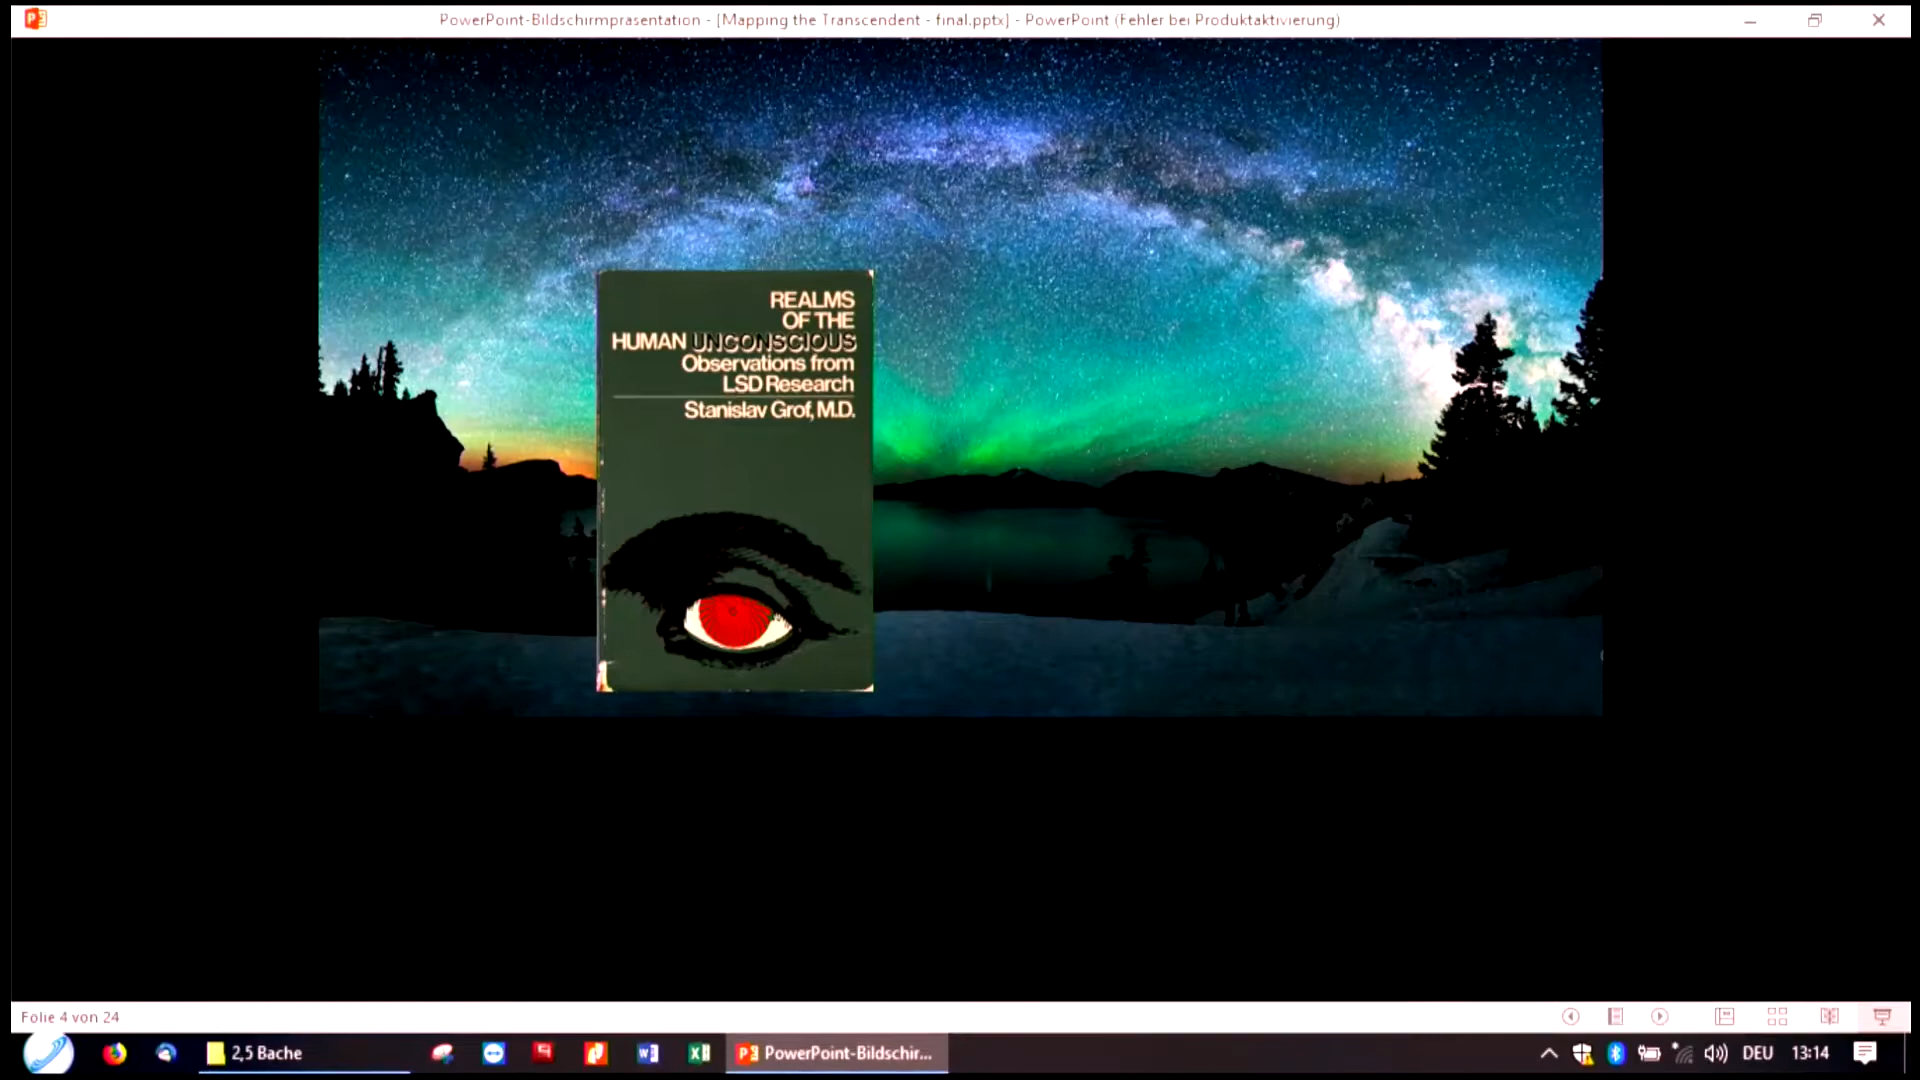 PowerPoint-Bildschirmpräsentation - [Mapping the Transcendent - final.pptx] - PowerPoint (Fehler bei Produktaktivierung)
REALMS
OF THE
HUMAN UNCONSCIOUS
Observations from
LSD Research
Stanislav Grof, M.D.
Folie 4 von 24
2,5 Bache
PowerPoint-Bildschir...
DEU
13:14